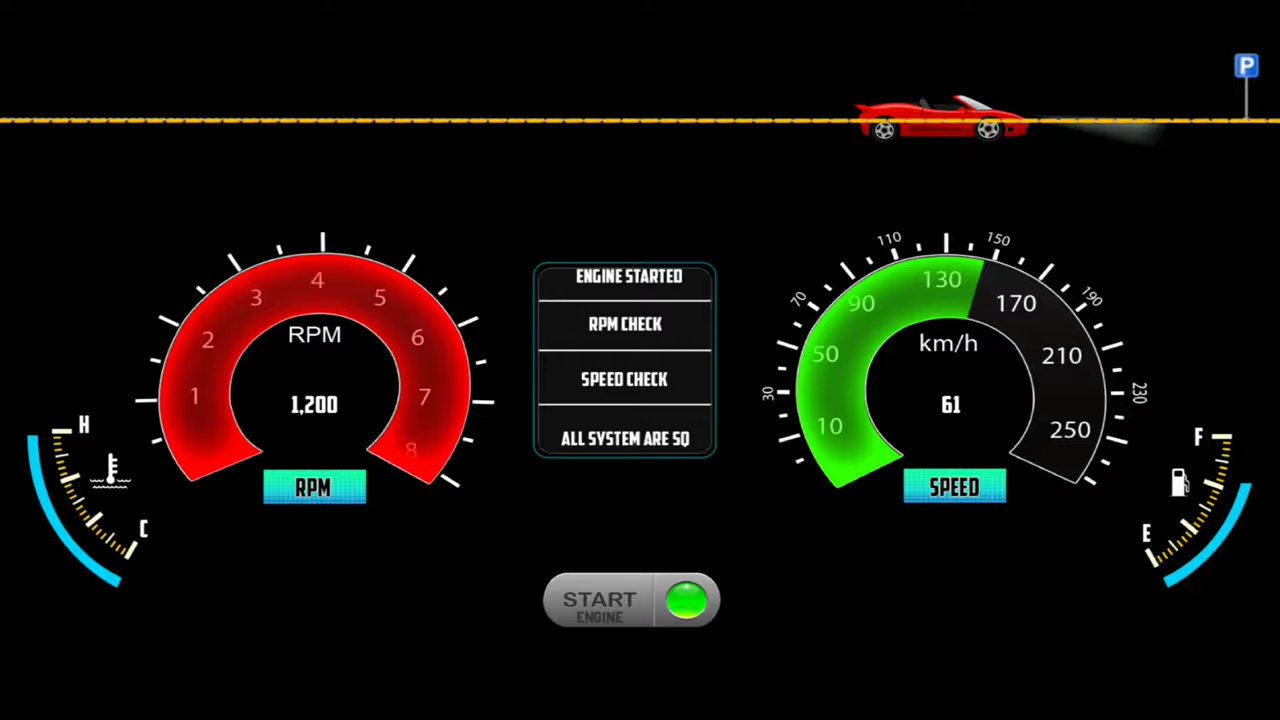 P
110
150
4
130
3
5
70
90
170
190
2
RPM
6
km/h
50
210
ENGINE STARTED
RPM CHECK
SPEED CHECK
ALL SYSTEM ARE SQ
1
7
30
230
1,200
61
10
250
8
H
C
F
E
RPM
SPEED
START
ENGINE